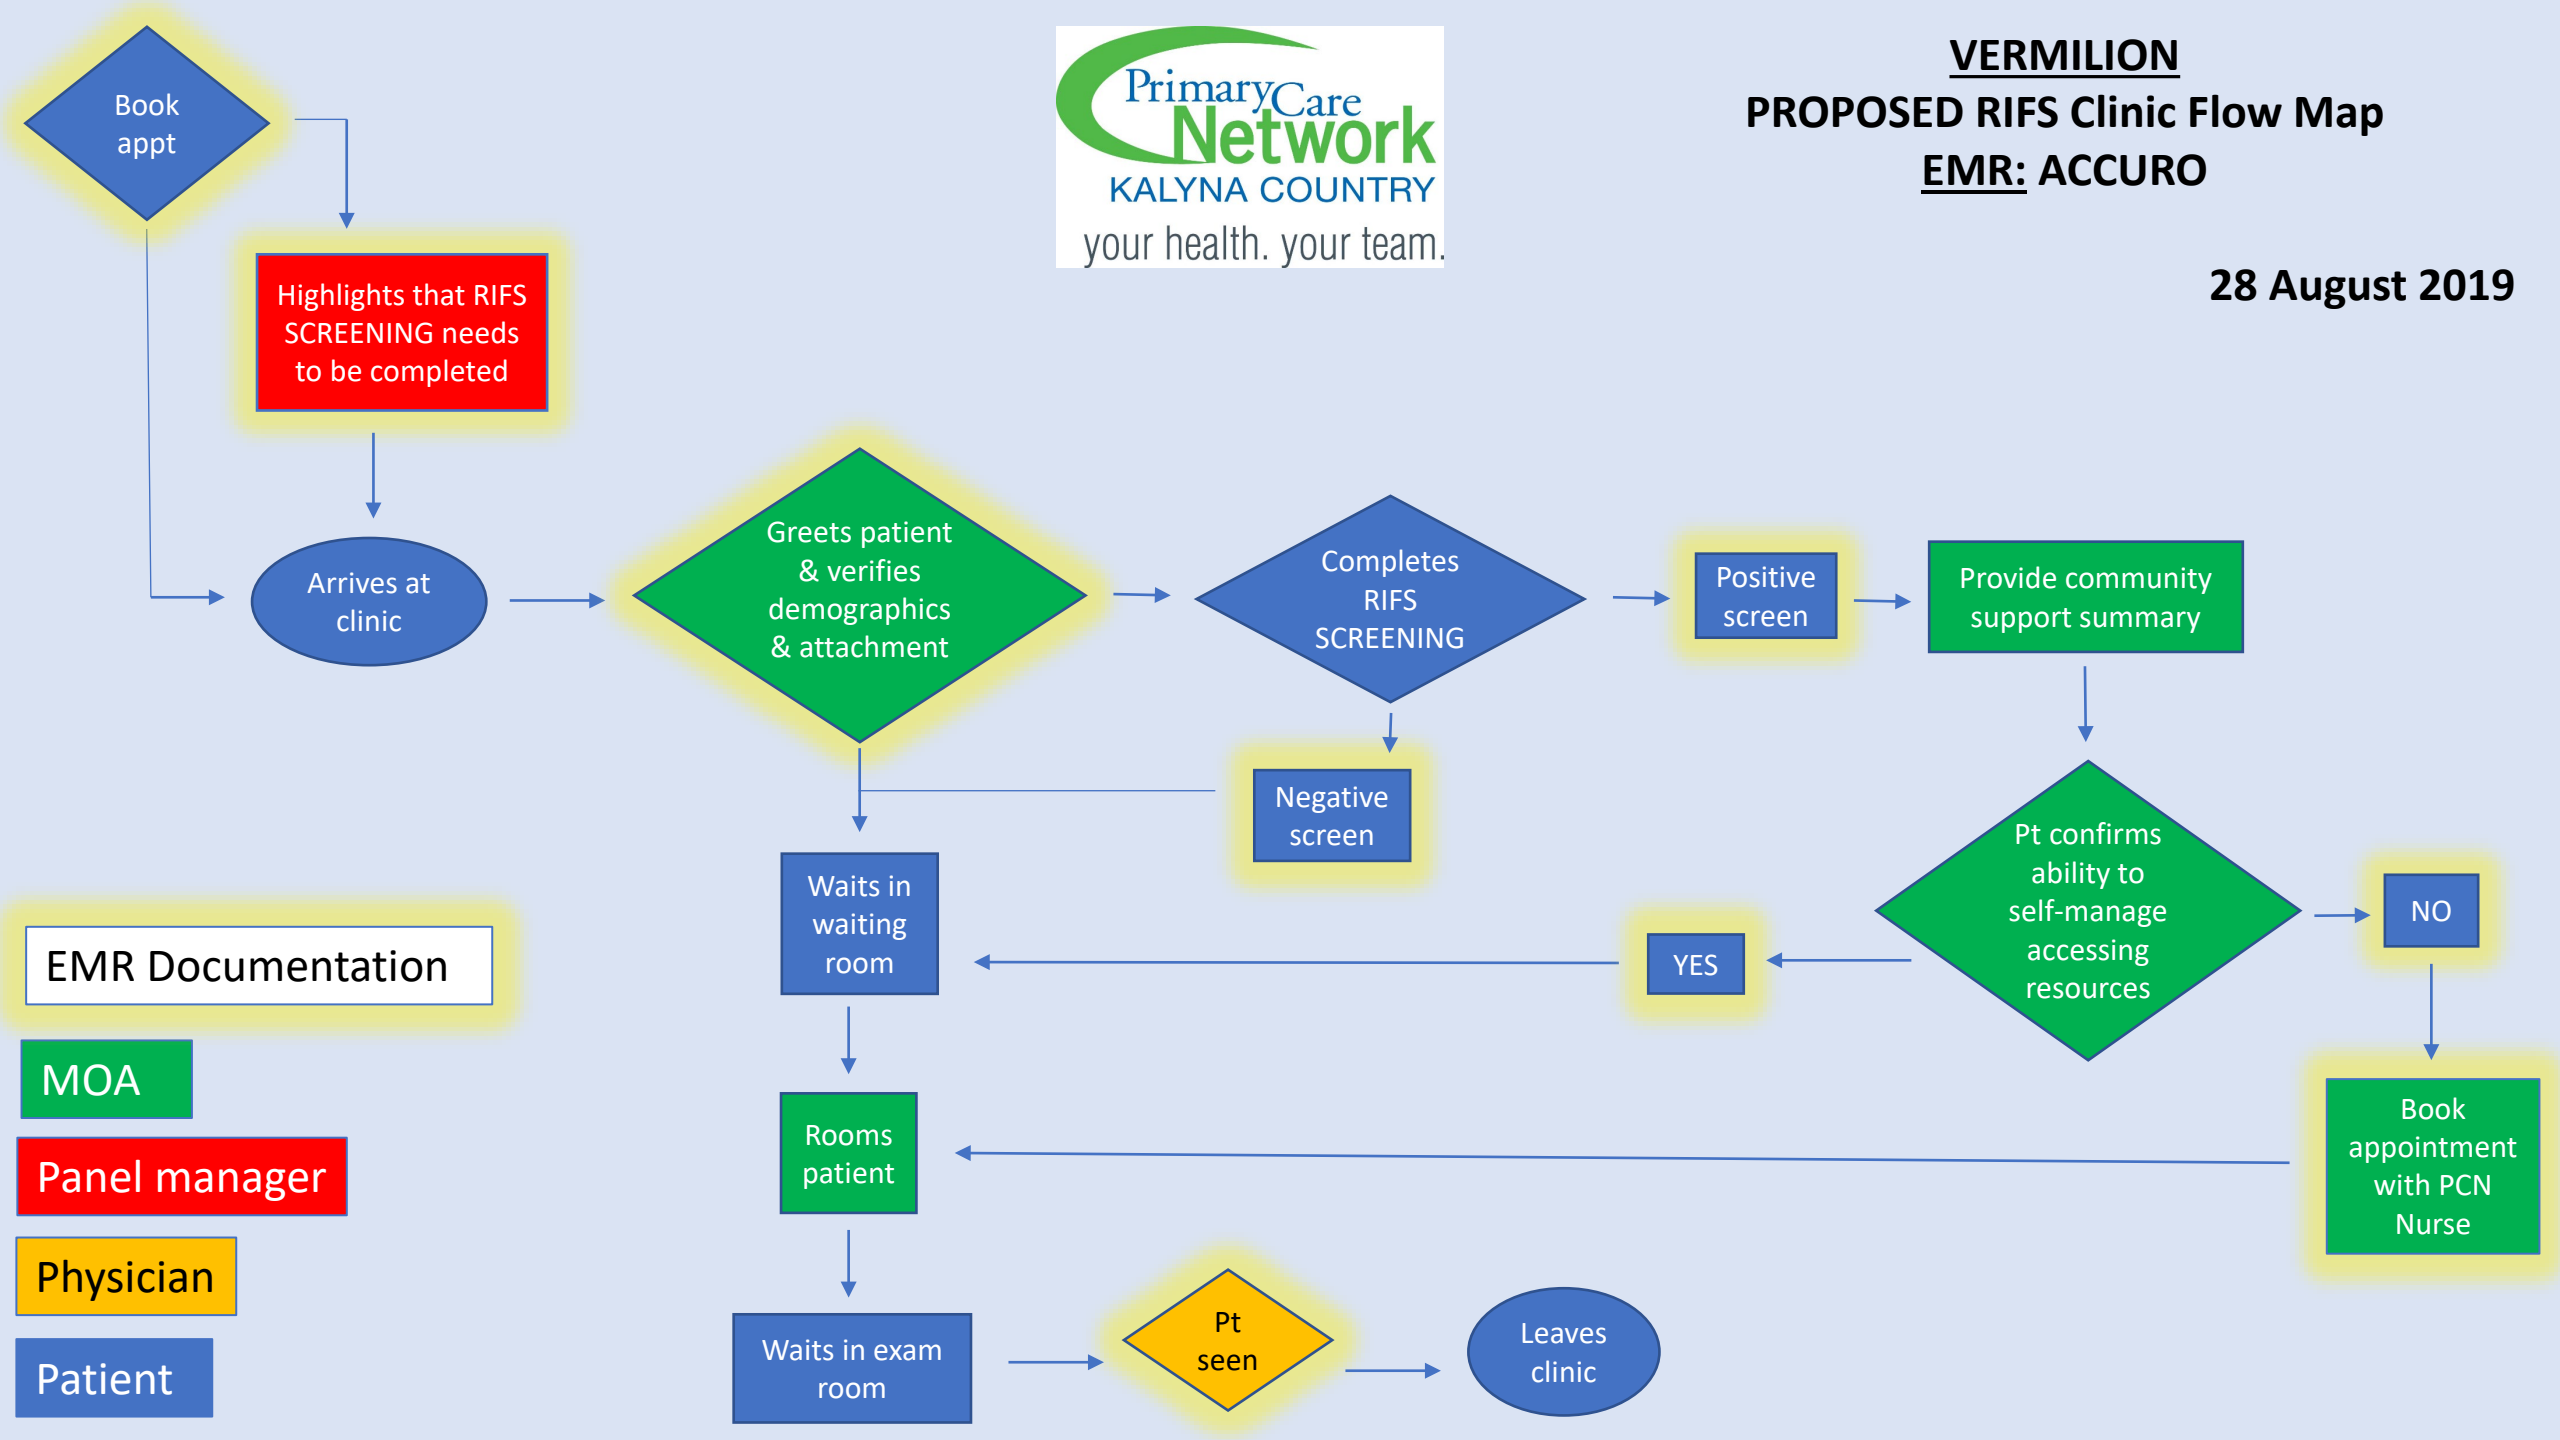 Book
appt
Primary Care
Network
KALYNA COUNTRY
your health. your team.
VERMILION
PROPOSED RIFS Clinic Flow Map
EMR: ACCURO
28 August 2019
Highlights that RIFS
SCREENING needs
to be completed
Arrives at
clinic
Greets patient
& verifies
demographics
& attachment
Completes
RIFS
SCREENING
Positive
screen
Provide community
support summary
Negative
screen
Pt confirms
ability to
self-manage
accessing
resources
NO
YES
Waits in
waiting
room
Book
appointment
with PCN
Nurse
Rooms
patient
Waits in exam
room
Pt
seen
Leaves
clinic
EMR Documentation
MOA
Panel manager
Physician
Patient